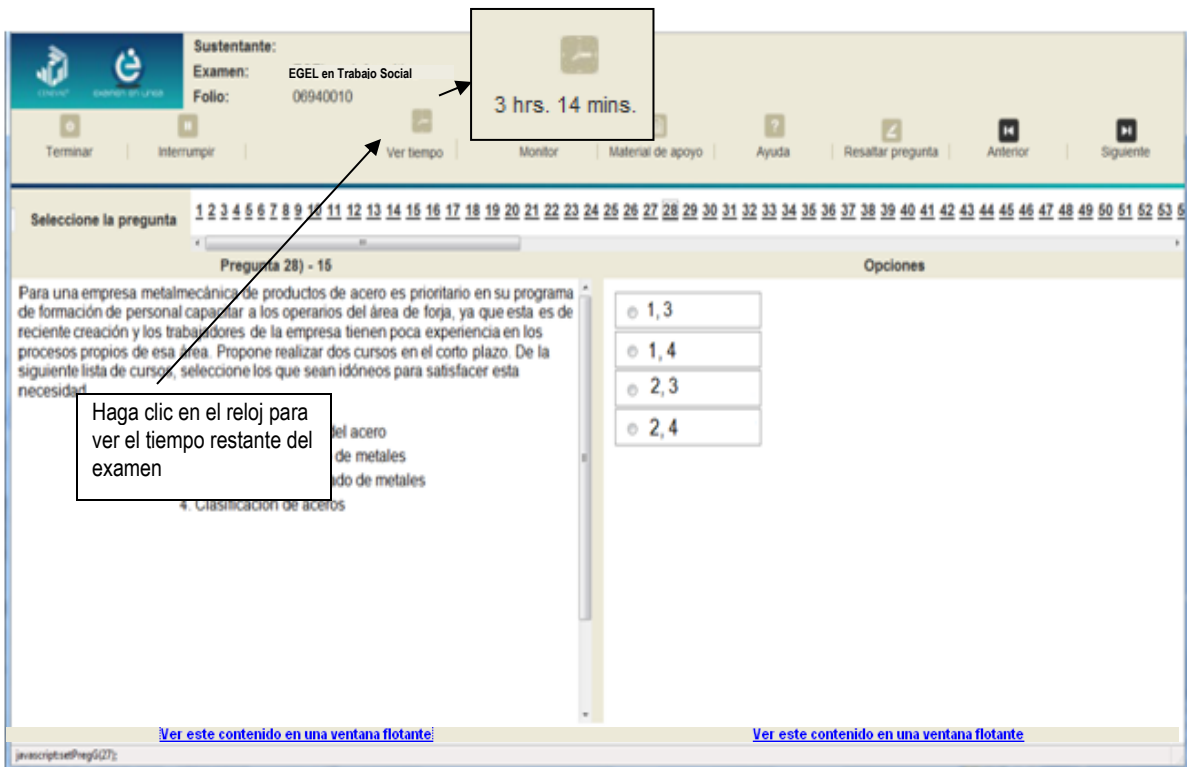 Sustentante:
Examen: EGEL en Trabajo Social
Folio: 06940010
3 hrs. 14 mins.
CENEVAL
examen en línea
Terminar
Interrumpir
Ver tiempo
Monitor
Material de apoyo
Ayuda
Resaltar pregunta
Anterior
Siguiente
Seleccione la pregunta
1 2 3 4 5 6 7 8 9 10 11 12 13 14 15 16 17 18 19 20 21 22 23 24 25 26 27 28 29 30 31 32 33 34 35 36 37 38 39 40 41 42 43 44 45 46 47 48 49 50 51 52 53 5
Pregunta 28) - 15
Opciones
Para una empresa metalmecánica de productos de acero es prioritario en su programa
de formación de personal capacitar a los operarios del área de forja, ya que esta es de
reciente creación y los trabajadores de la empresa tienen poca experiencia en los
procesos propios de esa área. Propone realizar dos cursos en el corto plazo. De la
siguiente lista de cursos, seleccione los que sean idóneos para satisfacer esta
necesidad
del acero
de metales
ado de metales
4. Clasificación de aceros
Haga clic en el reloj para
ver el tiempo restante del
examen
1, 3
1, 4
2, 3
2, 4
Ver este contenido en una ventana flotante
Ver este contenido en una ventana flotante
javascript:setPregG(27);